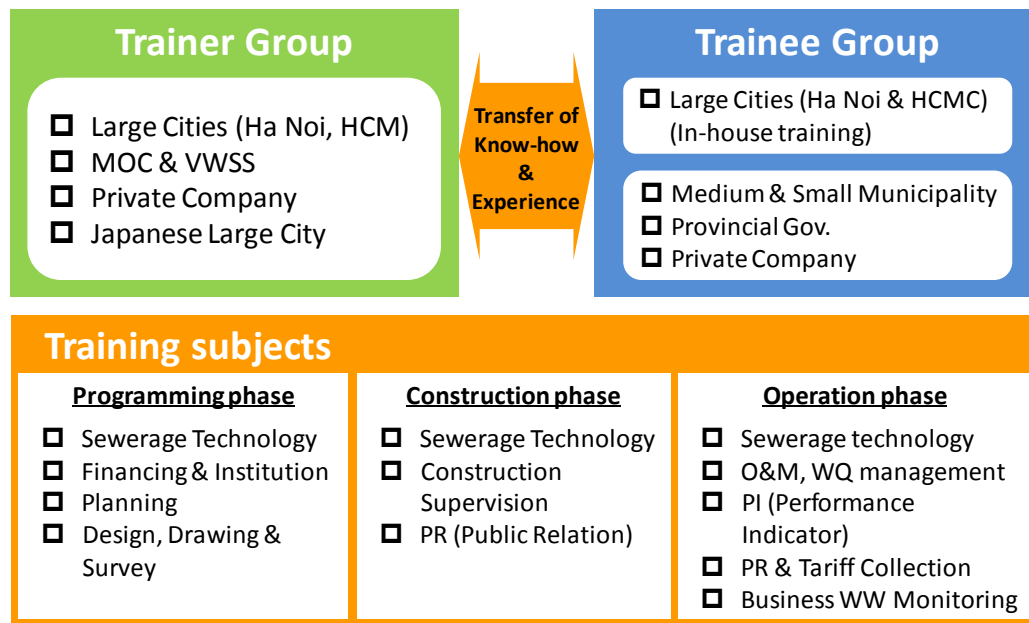 Trainer Group
Large Cities (Ha Noi, HCM)
MOC & VWSS
Private Company
Japanese Large City
Transfer of
Know-how
&
Experience
Trainee Group
Large Cities (Ha Noi & HCMC)
(In-house training)
Medium & Small Municipality
Provincial Gov.
Private Company
Training subjects
Programming phase
Sewerage Technology
Financing & Institution
Planning
Design, Drawing &
Survey
Construction phase
Sewerage Technology
Construction
Supervision
PR (Public Relation)
Operation phase
Sewerage technology
O&M, WQ management
PI (Performance
Indicator)
PR & Tariff Collection
Business WW Monitoring